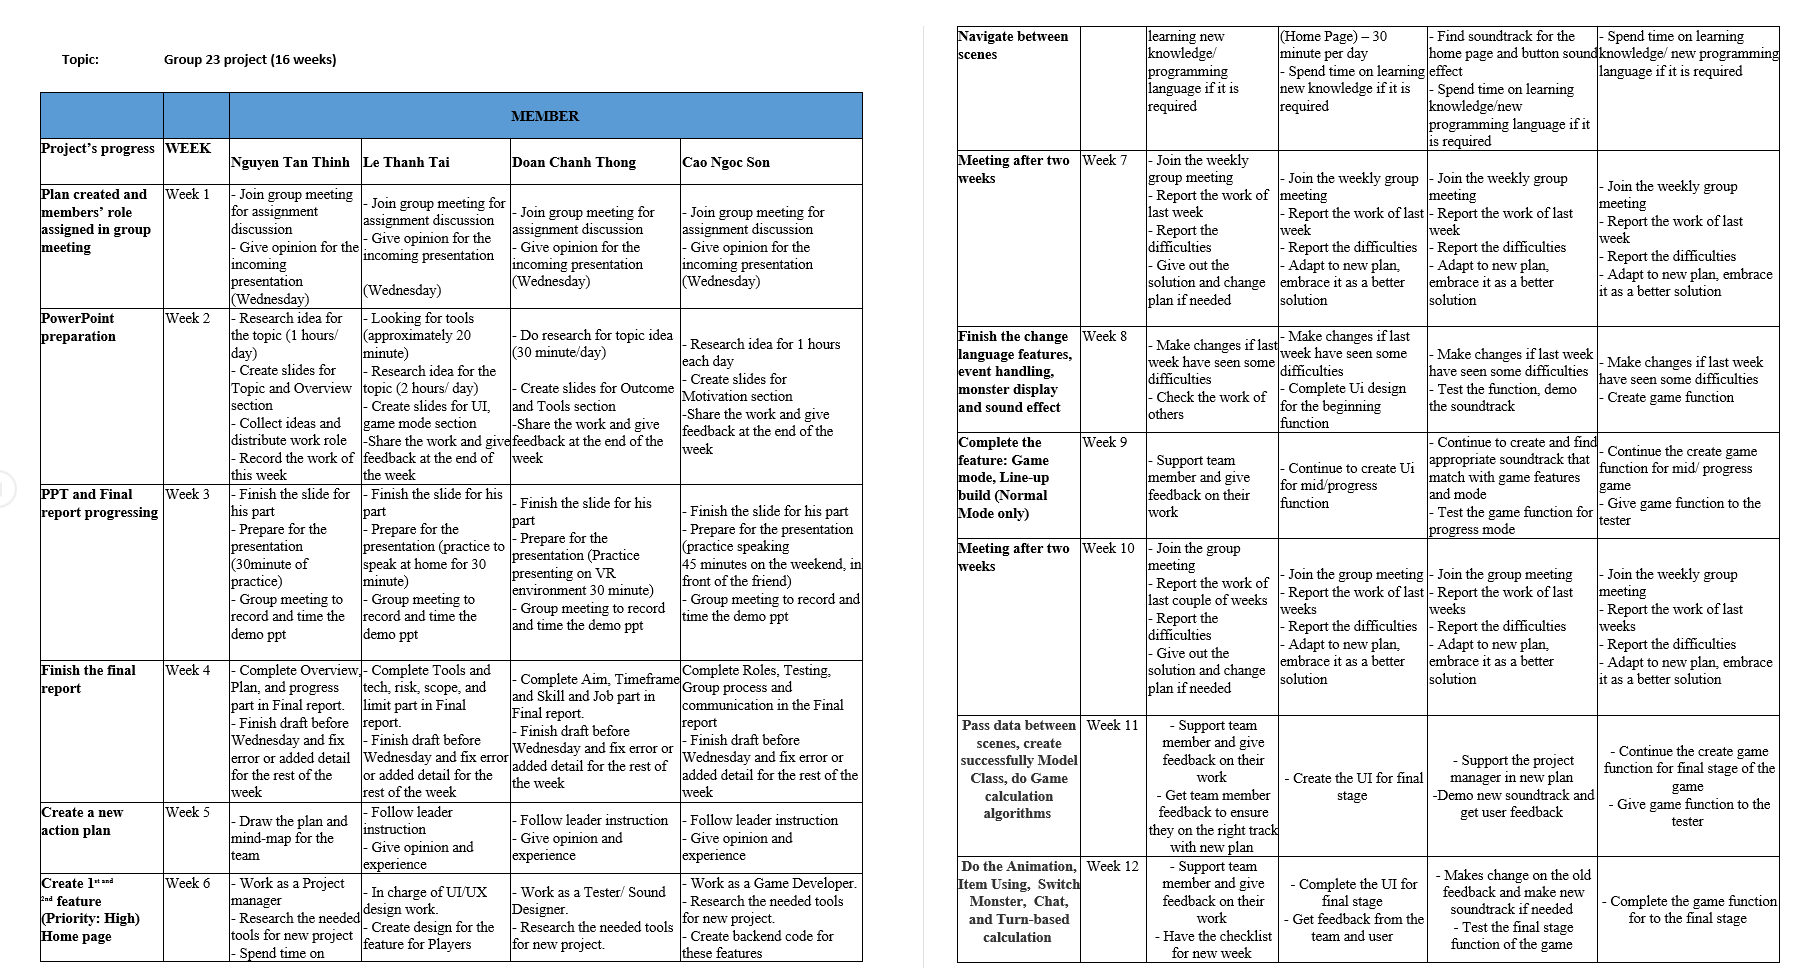 Topic: Group 23 project (16 weeks)
MEMBER
Project's progress
WEEK
Nguyen Tan Thinh
Le Thanh Tai
Doan Chanh Thong
Cao Ngoc Son
Plan created and
members' role
assigned in group
meeting
Week 1
- Join group meeting
for assignment
discussion
- Give opinion for the
incoming
presentation
(Wednesday)
- Join group meeting for
assignment discussion
- Give opinion for the
incoming presentation
(Wednesday)
- Join group meeting for
assignment discussion
- Give opinion for the
incoming presentation
(Wednesday)
- Join group meeting for
assignment discussion
- Give opinion for the
incoming presentation
(Wednesday)
PowerPoint
preparation
Week 2
- Research idea for
the topic (1 hours/
day)
- Create slides for
Topic and Overview
section
- Collect ideas and
distribute work role
- Record the work of
this week
- Looking for tools
(approximately 20
minute)
- Research idea for the
topic (2 hours/ day)
- Create slides for UI,
game mode section
-Share the work and give
feedback at the end of
the week
- Do research for topic idea
(30 minute/day)
- Create slides for Outcome
and Tools section
-Share the work and give
feedback at the end of the
week
- Research idea for 1 hours
each day
- Create slides for
Motivation section
-Share the work and give
feedback at the end of the
week
PPT and Final
report progressing
Week 3
- Finish the slide for
his part
- Prepare for the
presentation
(30minute of
practice)
- Group meeting to
record and time the
demo ppt
- Finish the slide for his
part
- Prepare for the
presentation (practice to
speak at home for 30
minute)
- Group meeting to
record and time the
demo ppt
- Finish the slide for his
part
- Prepare for the
presentation (Practice
presenting on VR
environment 30 minute)
- Group meeting to record
and time the demo ppt
- Finish the slide for his part
- Prepare for the presentation
(practice speaking
45 minutes on the weekend, in
front of the friend)
- Group meeting to record and
time the demo ppt
Finish the final
report
Week 4
- Complete Overview,
Plan, and progress
part in Final report.
- Finish draft before
Wednesday and fix
error or added detail
for the rest of the
week
- Complete Tools and
tech, risk, scope, and
limit part in Final
report.
- Finish draft before
Wednesday and fix error
or added detail for the
rest of the week
- Complete Aim, Timeframe
and Skill and Job part in
Final report.
- Finish draft before
Wednesday and fix error or
added detail for the rest of
the week
Complete Roles, Testing,
Group process and
communication in the Final
report
- Finish draft before
Wednesday and fix error or
added detail for the rest of the
week
Create a new
action plan
Week 5
- Draw the plan and
mind-map for the
team
- Follow leader
instruction
- Give opinion and
experience
- Follow leader instruction
- Give opinion and
experience
- Follow leader instruction
- Give opinion and
experience
Create 1st and
2nd feature
(Priority: High)
Home page
Week 6
- Work as a Project
manager
- Research the needed
tools for new project
- Spend time on
- In charge of UI/UX
design work.
- Create design for the
feature for Players
- Work as a Tester/ Sound
Designer.
- Research the needed tools
for new project.
- Work as a Game Developer.
- Research the needed tools
for new project.
- Create backend code for
these features
Navigate between
scenes
learning new
knowledge/
programming
language if it is
required
(Home Page) – 30
minute per day
- Spend time on learning
new knowledge if it is
required
- Find soundtrack for the
home page and button sound
effect
- Spend time on learning
knowledge/new
programming language if it
is required
- Spend time on learning
knowledge/ new programming
language if it is required
Meeting after two
weeks
Week 7
- Join the weekly
group meeting
- Report the work of
last week
- Report the
difficulties
- Give out the
solution and change
plan if needed
- Join the weekly group
meeting
- Report the work of last
week
- Report the difficulties
- Adapt to new plan,
embrace it as a better
solution
- Join the weekly group
meeting
- Report the work of last
week
- Report the difficulties
- Adapt to new plan,
embrace it as a better
solution
- Join the weekly group
meeting
- Report the work of last
week
- Report the difficulties
- Adapt to new plan, embrace
it as a better solution
Finish the change
language features,
event handling,
monster display
and sound effect
Week 8
- Make changes if last
week have seen some
difficulties
- Check the work of
others
- Make changes if last
week have seen some
difficulties
- Complete Ui design
for the beginning
function
- Make changes if last week
have seen some difficulties
- Test the function, demo
the soundtrack
- Make changes if last week
have seen some difficulties
- Create game function
Complete the
feature: Game
mode, Line-up
build (Normal
Mode only)
Week 9
- Support team
member and give
feedback on their
work
- Continue to create Ui
for mid/progress
function
- Continue to create and find
appropriate soundtrack that
match with game features
and mode
- Test the game function for
progress mode
- Continue the create game
function for mid/ progress
game
- Give game function to the
tester
Meeting after two
weeks
Week 10
- Join the group
meeting
- Report the work of
last couple of weeks
- Report the
difficulties
- Give out the
solution and change
plan if needed
- Join the group meeting
- Report the work of last
weeks
- Report the difficulties
- Adapt to new plan,
embrace it as a better
solution
- Join the group meeting
- Report the work of last
weeks
- Report the difficulties
- Adapt to new plan,
embrace it as a better
solution
- Join the weekly group
meeting
- Report the work of last
weeks
- Report the difficulties
- Adapt to new plan, embrace
it as a better solution
Pass data between
scenes, create
successfully Model
Class, do Game
calculation
algorithms
Week 11
- Support team
member and give
feedback on their
work
- Get team member
feedback to ensure
they on the right track
with new plan
- Create the UI for final
stage
- Support the project
manager in new plan
-Demo new soundtrack and
get user feedback
- Continue the create game
function for final stage of the
game
- Give game function to the
tester
Do the Animation,
Item Using, Switch
Monster, Chat,
and Turn-based
calculation
Week 12
- Support team
member and give
feedback on their
work
- Have the checklist
for new week
- Complete the UI for
final stage
- Get feedback from the
team and user
- Makes change on the old
feedback and make new
soundtrack if needed
- Test the final stage
function of the game
- Complete the game function
for to the final stage